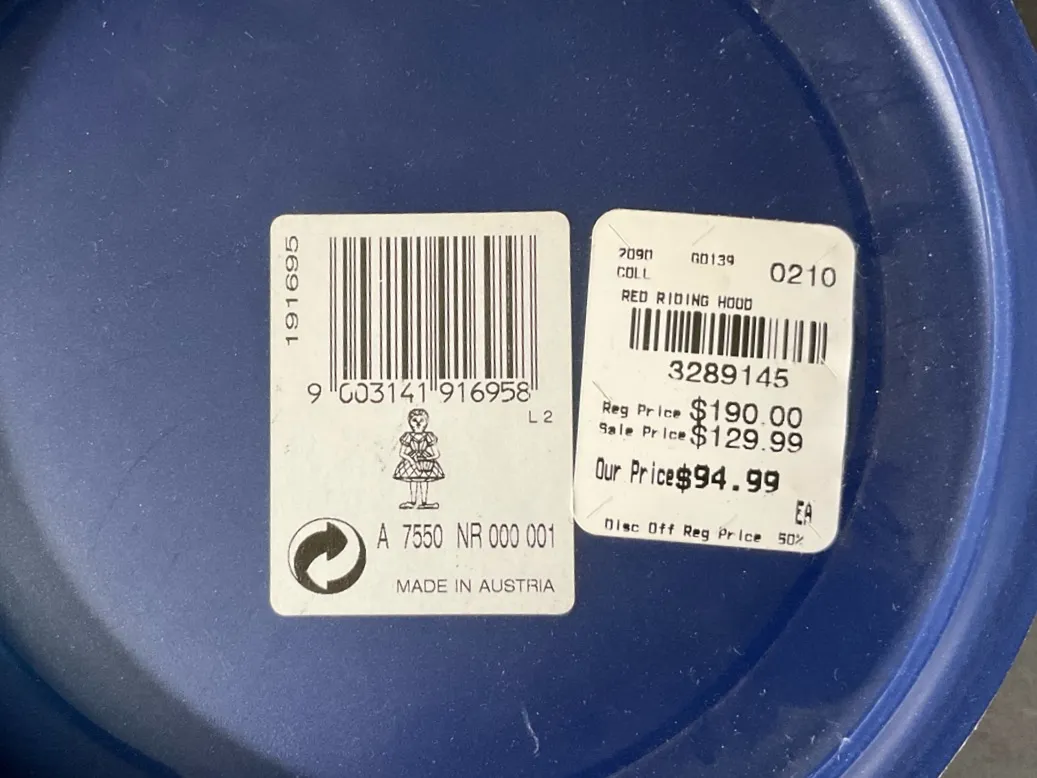 191695
9 003141 916958
L 2
A 7550 NR 000 001
MADE IN AUSTRIA
2090 G0139 0210
COLL
RED RIDING HOOD
3289145
Reg Price $190.00
Sale Price $129.99
Our Price $94.99
EA
Disc Off Reg Price 50%